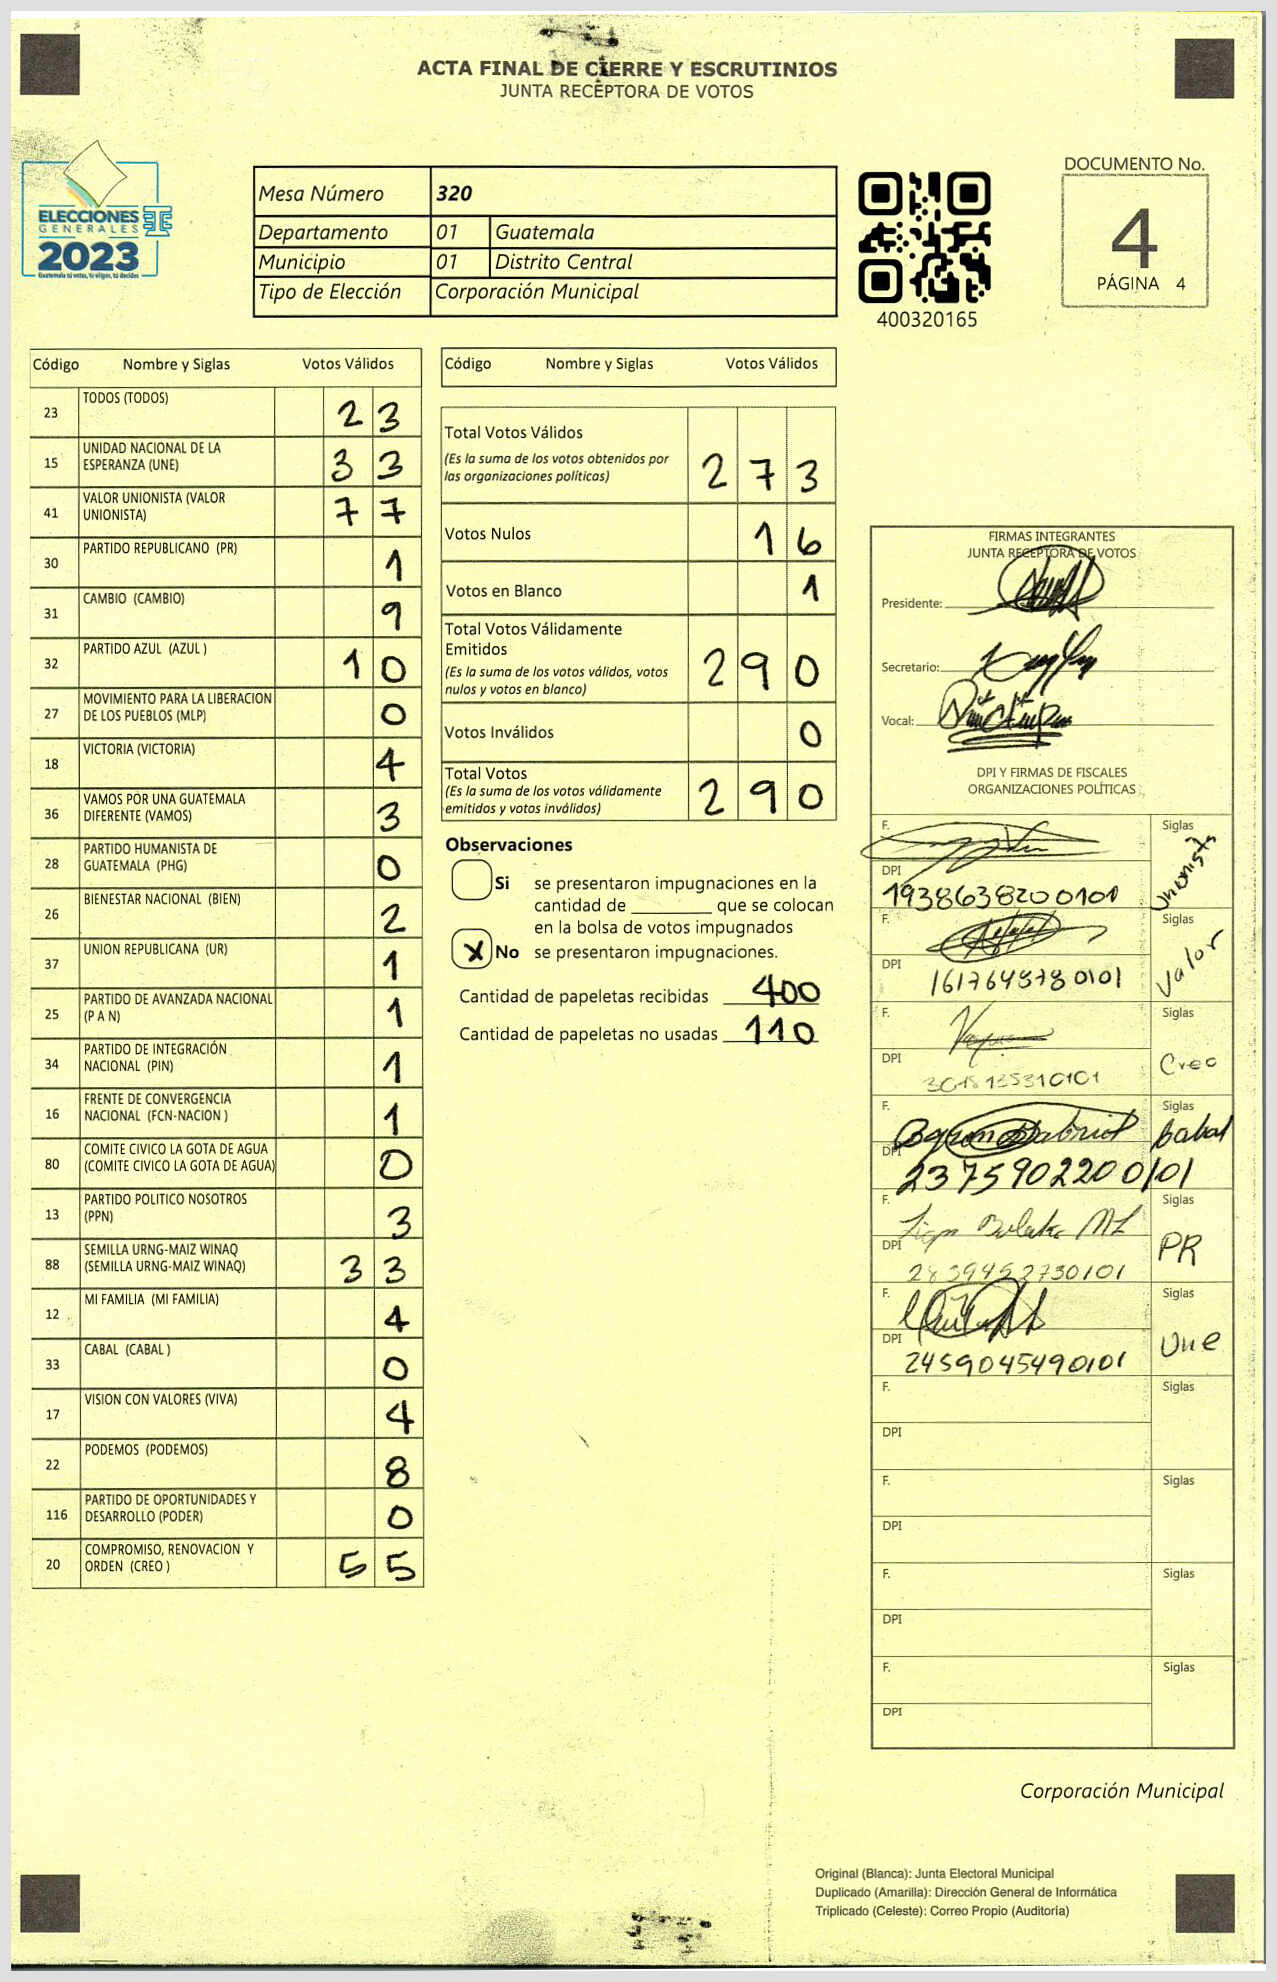 ACTA FINAL DE CIERRE Y ESCRUTINIOS
JUNTA RECEPTORA DE VOTOS
ELECCIONES
GENERALES
2023
Guatemala tú votas, tú eliges, tú decides
Mesa Número 320
Departamento 01 Guatemala
Municipio 01 Distrito Central
Tipo de Elección Corporación Municipal
400320165
DOCUMENTO No.
4
PÁGINA 4
Código Nombre y Siglas Votos Válidos
23 TODOS (TODOS) 23
15 UNIDAD NACIONAL DE LA
ESPERANZA (UNE) 33
41 VALOR UNIONISTA (VALOR
UNIONISTA) 77
30 PARTIDO REPUBLICANO (PR) 1
31 CAMBIO (CAMBIO) 9
32 PARTIDO AZUL (AZUL ) 10
27 MOVIMIENTO PARA LA LIBERACION
DE LOS PUEBLOS (MLP) 0
18 VICTORIA (VICTORIA) 4
36 VAMOS POR UNA GUATEMALA
DIFERENTE (VAMOS) 3
28 PARTIDO HUMANISTA DE
GUATEMALA (PHG) 0
26 BIENESTAR NACIONAL (BIEN) 2
37 UNION REPUBLICANA (UR) 1
25 PARTIDO DE AVANZADA NACIONAL
(P A N) 1
34 PARTIDO DE INTEGRACIÓN
NACIONAL (PIN) 1
16 FRENTE DE CONVERGENCIA
NACIONAL (FCN-NACION ) 1
80 COMITE CIVICO LA GOTA DE AGUA
(COMITE CIVICO LA GOTA DE AGUA) 0
13 PARTIDO POLITICO NOSOTROS
(PPN) 3
88 SEMILLA URNG-MAIZ WINAQ
(SEMILLA URNG-MAIZ WINAQ) 33
12 MI FAMILIA (MI FAMILIA) 4
33 CABAL (CABAL ) 0
17 VISION CON VALORES (VIVA) 4
22 PODEMOS (PODEMOS) 8
116 PARTIDO DE OPORTUNIDADES Y
DESARROLLO (PODER) 0
20 COMPROMISO, RENOVACION Y
ORDEN (CREO ) 55
Código Nombre y Siglas Votos Válidos
Total Votos Válidos
(Es la suma de los votos obtenidos por
las organizaciones políticas) 273
Votos Nulos 16
Votos en Blanco 1
Total Votos Válidamente
Emitidos
(Es la suma de los votos válidos, votos
nulos y votos en blanco) 290
Votos Inválidos 0
Total Votos
(Es la suma de los votos válidamente
emitidos y votos inválidos) 290
Observaciones
Si se presentaron impugnaciones en la
cantidad de ________ que se colocan
en la bolsa de votos impugnados
X No se presentaron impugnaciones.
Cantidad de papeletas recibidas 400
Cantidad de papeletas no usadas 110
FIRMAS INTEGRANTES
JUNTA RECEPTORA DE VOTOS
Presidente:
Secretario:
Vocal:
DPI Y FIRMAS DE FISCALES
ORGANIZACIONES POLÍTICAS
F. Siglas
Unionista
DPI
1938638200101
F. Siglas
Valor
DPI
1617649780101
F. Siglas
Creo
DPI
F. Siglas
DPI
2375902200101
F. Siglas
PR
DPI
F. Siglas
Une
DPI
2459045490101
F. Siglas
DPI
F. Siglas
DPI
F. Siglas
DPI
F. Siglas
DPI
Corporación Municipal
Original (Blanca): Junta Electoral Municipal
Duplicado (Amarilla): Dirección General de Informática
Triplicado (Celeste): Correo Propio (Auditoría)